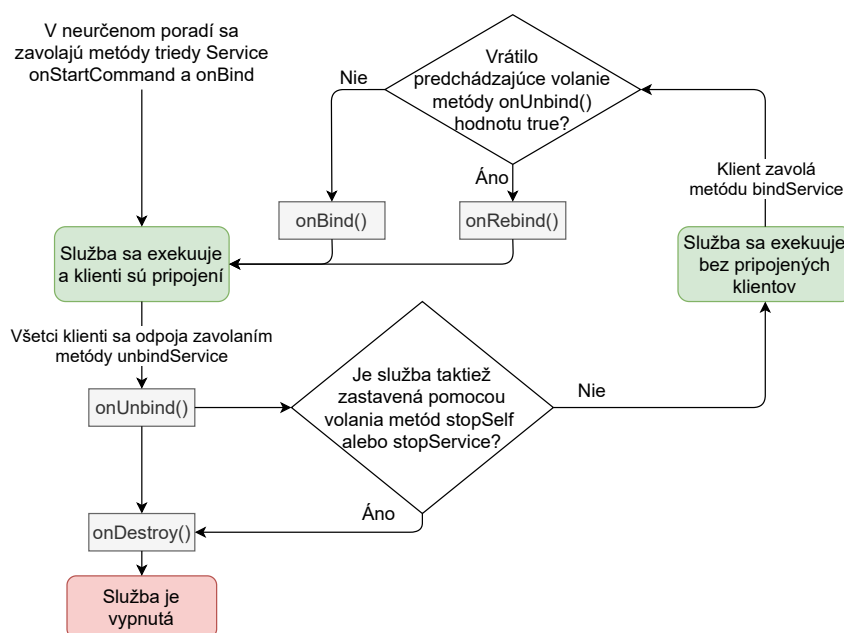 V neurčenom poradí sa
zavolajú metódy triedy Service
onStartCommand a onBind
Vrátilo
predchádzajúce volanie
metódy onUnbind()
hodnotu true?
Nie
Áno
Klient zavolá
metódu bindService
onBind()
onRebind()
Služba sa exekuuje
a klienti sú pripojení
Služba sa exekuuje
bez pripojených
klientov
Všetci klienti sa odpoja zavolaním
metódy unbindService
Je služba taktiež
zastavená pomocou
volania metód stopSelf
alebo stopService?
Nie
onUnbind()
Áno
onDestroy()
Služba je
vypnutá